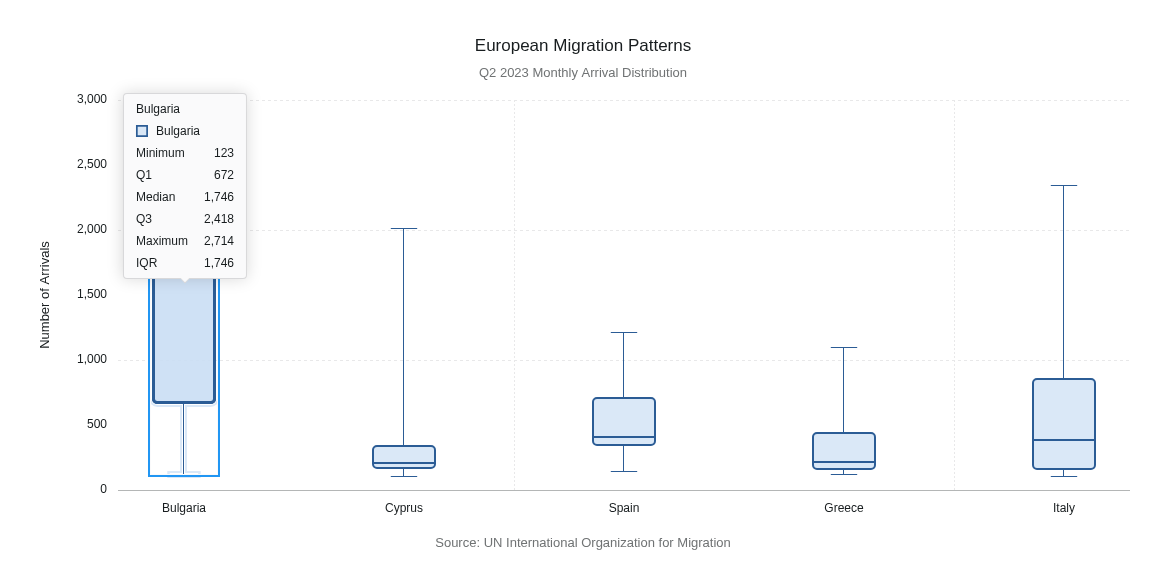 European Migration Patterns
Q2 2023 Monthly Arrival Distribution
Number of Arrivals
3,000
2,500
2,000
1,500
1,000
500
0
Bulgaria
Bulgaria
Minimum 123
Q1 672
Median 1,746
Q3 2,418
Maximum 2,714
IQR 1,746
Bulgaria Cyprus Spain Greece Italy
Source: UN International Organization for Migration